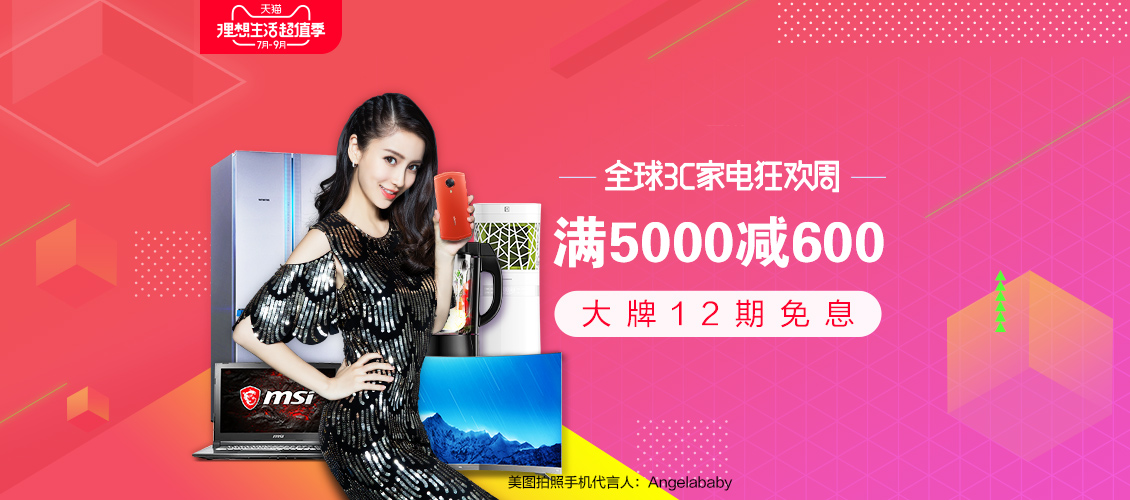 天猫
理想生活超值季
7月-9月
全球3C家电狂欢周
满5000减600
大牌12期免息
msi
美图拍照手机代言人：Angelababy